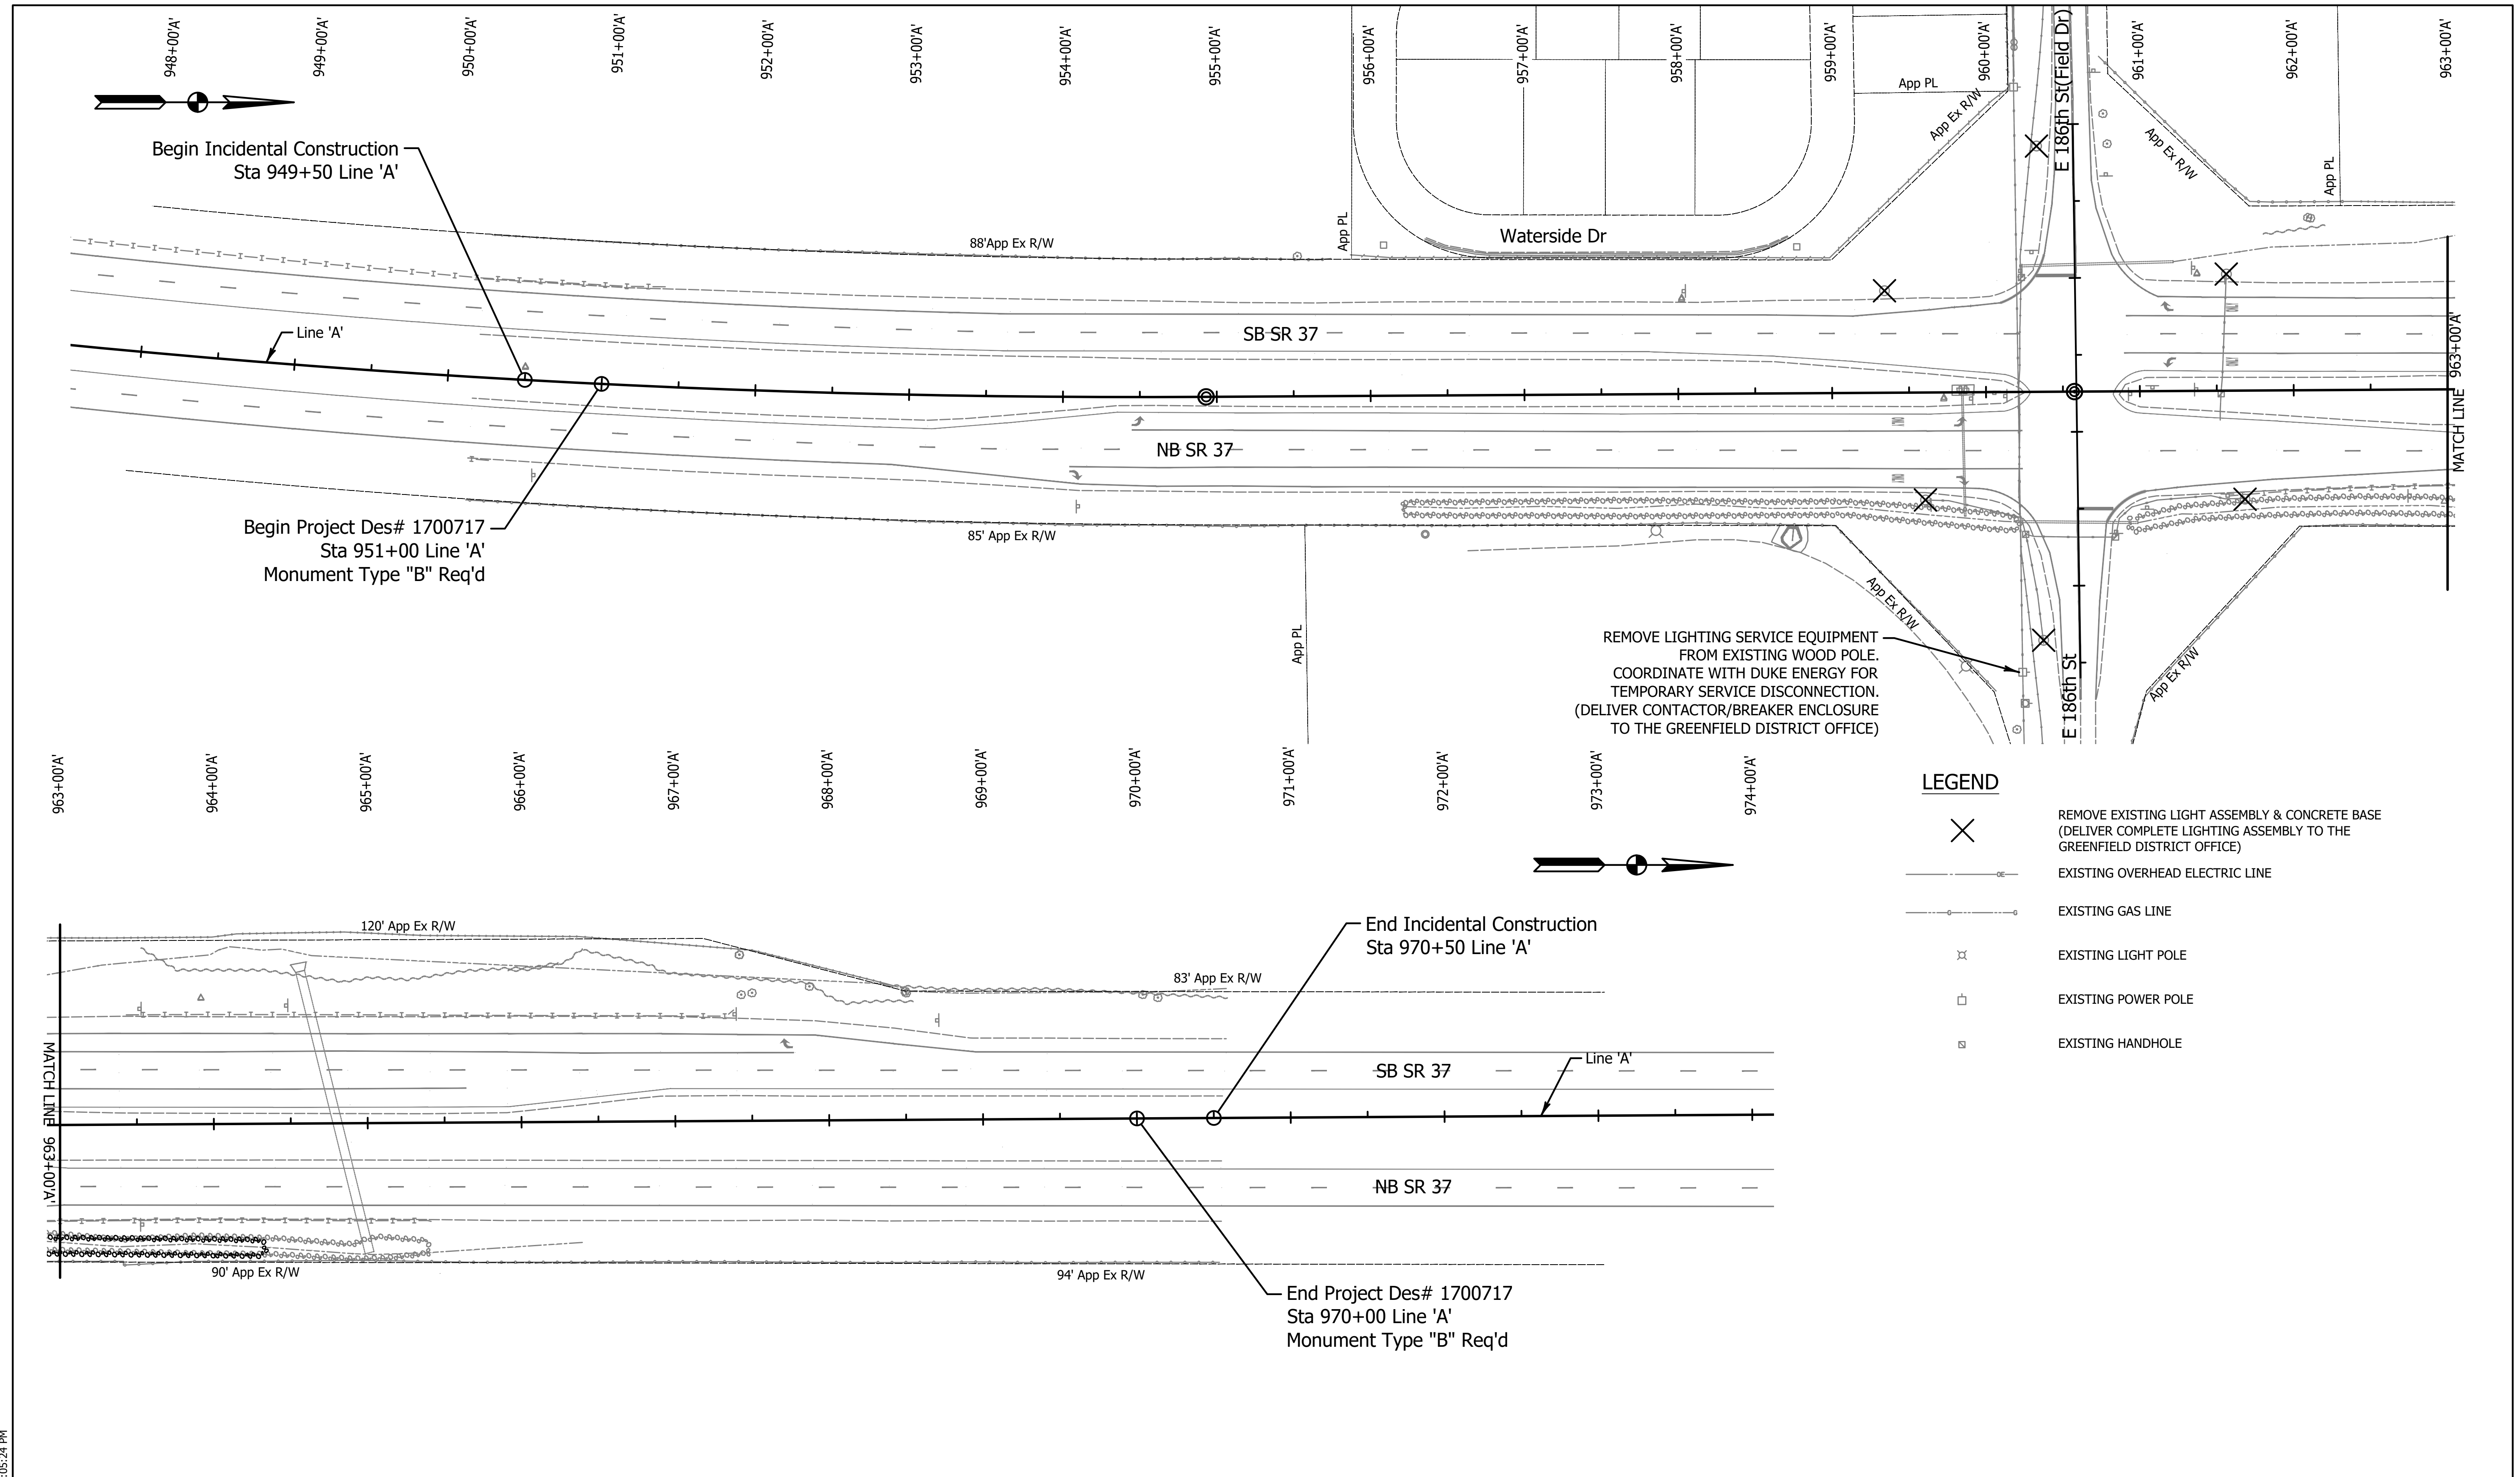 948+00'A'
949+00'A'
950+00'A'
951+00'A'
952+00'A'
953+00'A'
954+00'A'
955+00'A'
956+00'A'
957+00'A'
958+00'A'
959+00'A'
960+00'A'
961+00'A'
962+00'A'
963+00'A'
E 186th St(Field Dr)
App PL
App Ex R/W
App Ex R/W
App PL
Begin Incidental Construction
Sta 949+50 Line 'A'
88'App Ex R/W
App PL
Waterside Dr
Line 'A'
SB SR 37
NB SR 37
MATCH LINE 963+00'A'
Begin Project Des# 1700717
Sta 951+00 Line 'A'
Monument Type "B" Req'd
85' App Ex R/W
App PL
App Ex R/W
App Ex R/W
E 186th St
REMOVE LIGHTING SERVICE EQUIPMENT
FROM EXISTING WOOD POLE.
COORDINATE WITH DUKE ENERGY FOR
TEMPORARY SERVICE DISCONNECTION.
(DELIVER CONTACTOR/BREAKER ENCLOSURE
TO THE GREENFIELD DISTRICT OFFICE)
963+00'A'
964+00'A'
965+00'A'
966+00'A'
967+00'A'
968+00'A'
969+00'A'
970+00'A'
971+00'A'
972+00'A'
973+00'A'
974+00'A'
LEGEND
REMOVE EXISTING LIGHT ASSEMBLY & CONCRETE BASE
(DELIVER COMPLETE LIGHTING ASSEMBLY TO THE
GREENFIELD DISTRICT OFFICE)
OE
EXISTING OVERHEAD ELECTRIC LINE
EXISTING GAS LINE
EXISTING LIGHT POLE
EXISTING POWER POLE
EXISTING HANDHOLE
120' App Ex R/W
End Incidental Construction
Sta 970+50 Line 'A'
83' App Ex R/W
MATCH LINE 963+00'A'
SB SR 37
Line 'A'
NB SR 37
90' App Ex R/W
94' App Ex R/W
End Project Des# 1700717
Sta 970+00 Line 'A'
Monument Type "B" Req'd
:05:24 PM